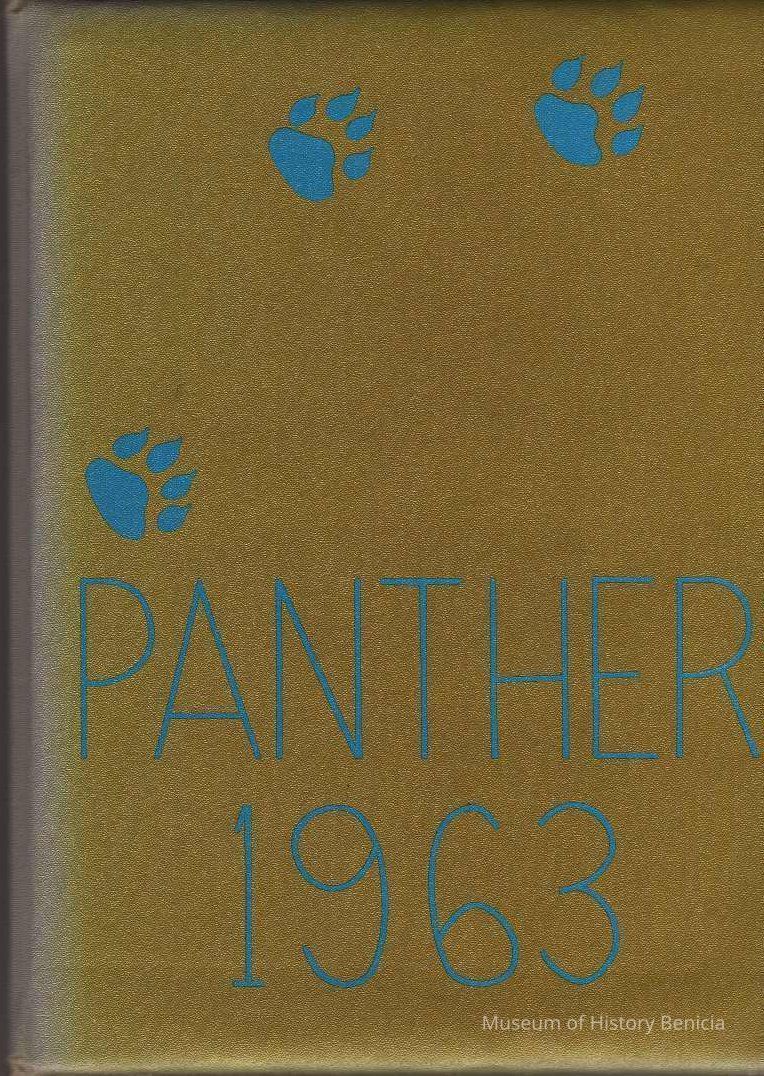 PANTHER
1963
Museum of History Benicia